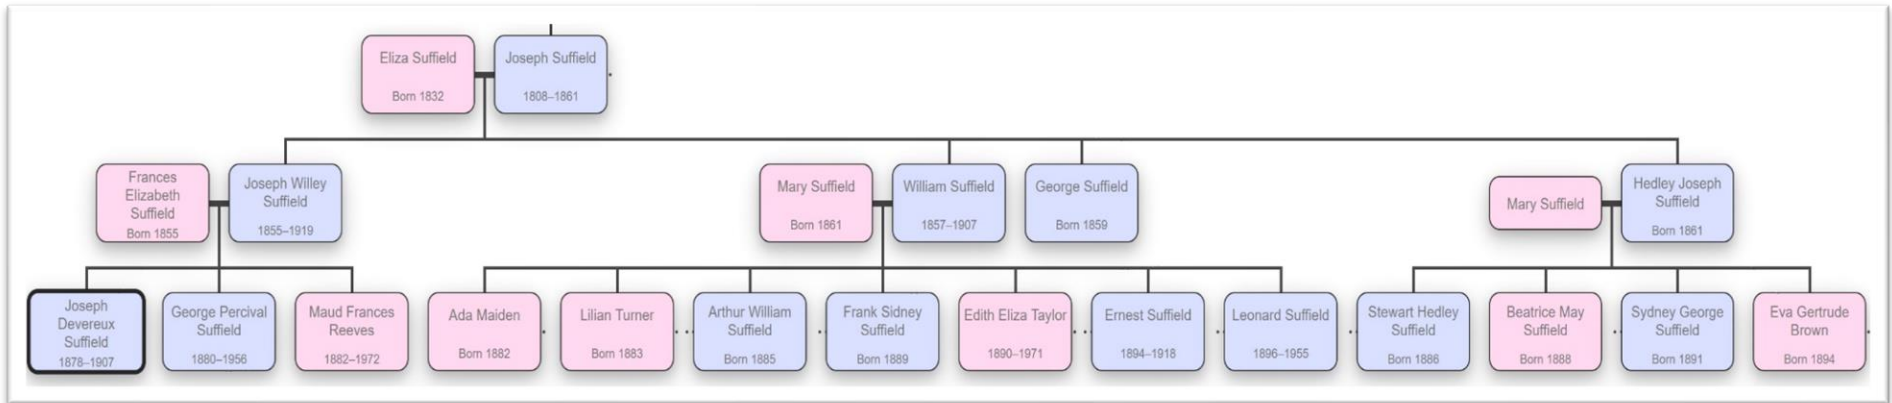 Eliza Suffield
Born 1832
Joseph Suffield
1808–1861
Frances
Elizabeth
Suffield
Born 1855
Joseph Willey
Suffield
1855–1919
Mary Suffield
Born 1861
William Suffield
1857–1907
George Suffield
Born 1859
Mary Suffield
Hedley Joseph
Suffield
Born 1861
Joseph
Devereux
Suffield
1878–1907
George Percival
Suffield
1880–1956
Maud Frances
Reeves
1882–1972
Ada Maiden
Born 1882
Lilian Turner
Born 1883
Arthur William
Suffield
Born 1885
Frank Sidney
Suffield
Born 1889
Edith Eliza Taylor
1890–1971
Ernest Suffield
1894–1918
Leonard Suffield
1896–1955
Stewart Hedley
Suffield
Born 1886
Beatrice May
Suffield
Born 1888
Sydney George
Suffield
Born 1891
Eva Gertrude
Brown
Born 1894